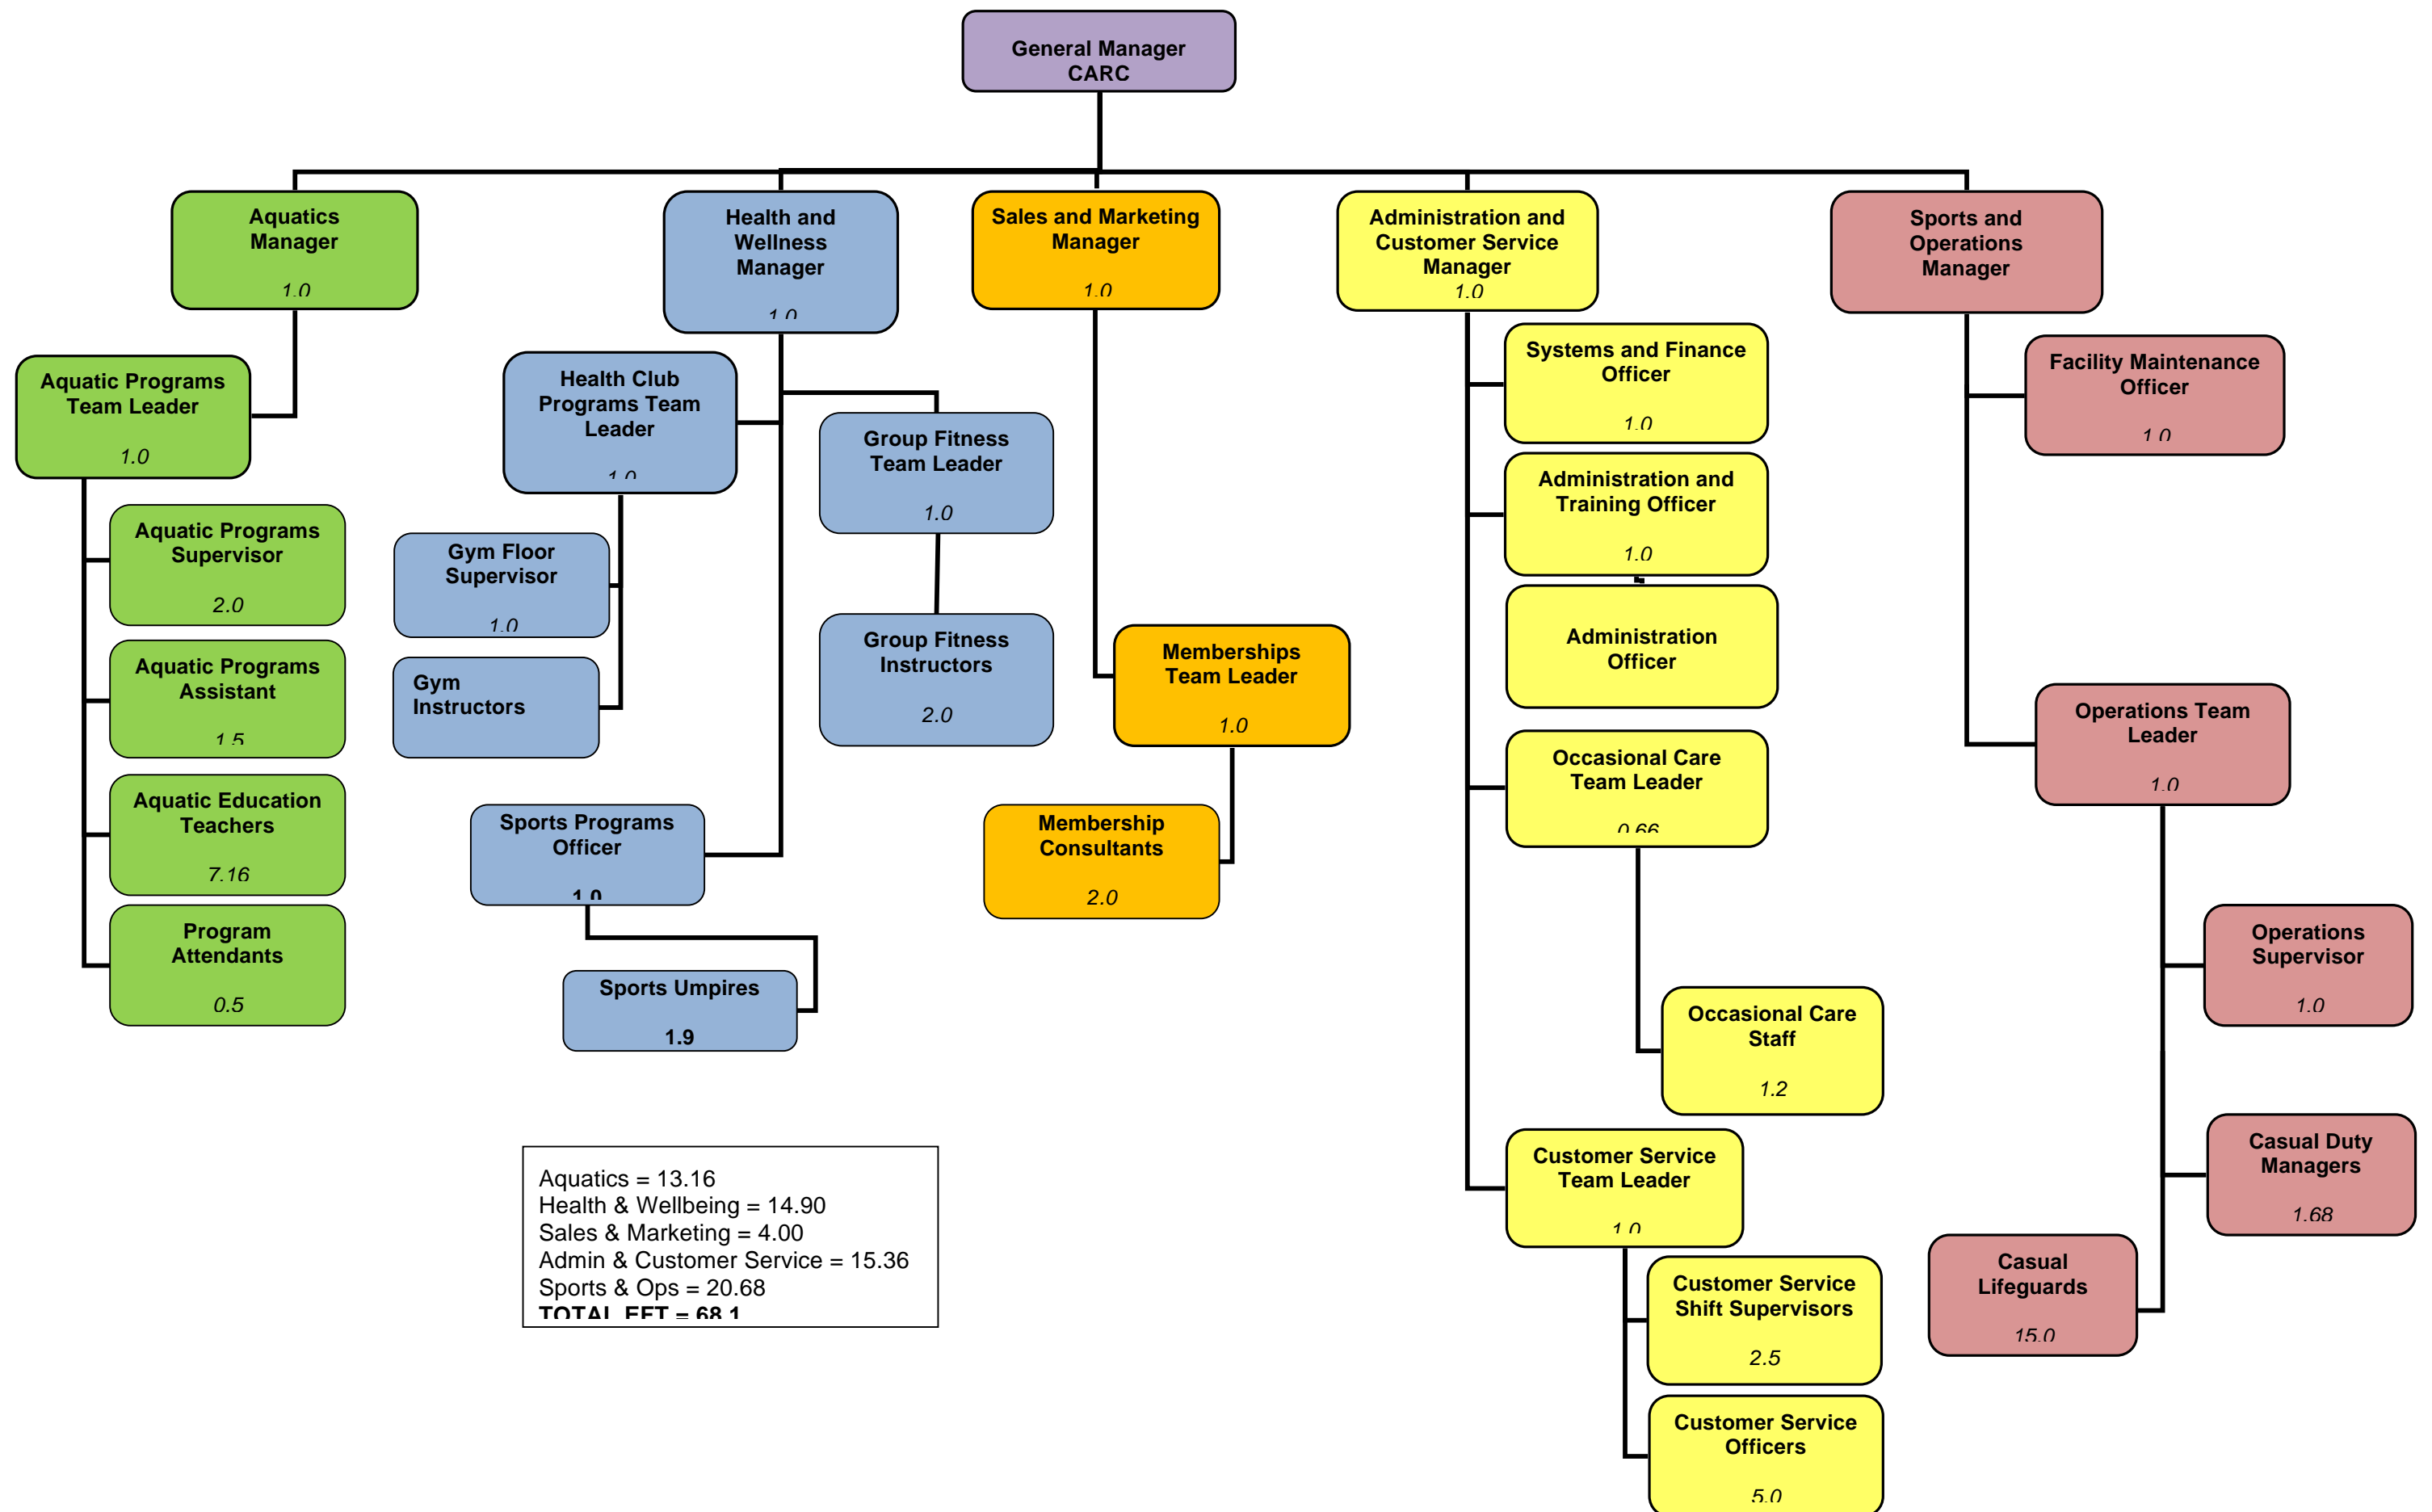 General Manager
CARC
Aquatics
Manager
1.0
Health and
Wellness
Manager
1.0
Sales and Marketing
Manager
1.0
Administration and
Customer Service
Manager
1.0
Sports and
Operations
Manager
Aquatic Programs
Team Leader
1.0
Aquatic Programs
Supervisor
2.0
Aquatic Programs
Assistant
1.5
Aquatic Education
Teachers
7.16
Program
Attendants
0.5
Health Club
Programs Team
Leader
1.0
Gym Floor
Supervisor
1.0
Gym
Instructors
Group Fitness
Team Leader
1.0
Group Fitness
Instructors
2.0
Sports Programs
Officer
1.0
Sports Umpires
1.9
Memberships
Team Leader
1.0
Membership
Consultants
2.0
Systems and Finance
Officer
1.0
Administration and
Training Officer
1.0
Administration
Officer
Occasional Care
Team Leader
0.66
Occasional Care
Staff
1.2
Customer Service
Team Leader
1.0
Customer Service
Shift Supervisors
2.5
Customer Service
Officers
5.0
Facility Maintenance
Officer
1.0
Operations Team
Leader
1.0
Operations
Supervisor
1.0
Casual Duty
Managers
1.68
Casual
Lifeguards
15.0
Aquatics = 13.16
Health & Wellbeing = 14.90
Sales & Marketing = 4.00
Admin & Customer Service = 15.36
Sports & Ops = 20.68
TOTAL EFT = 68.1